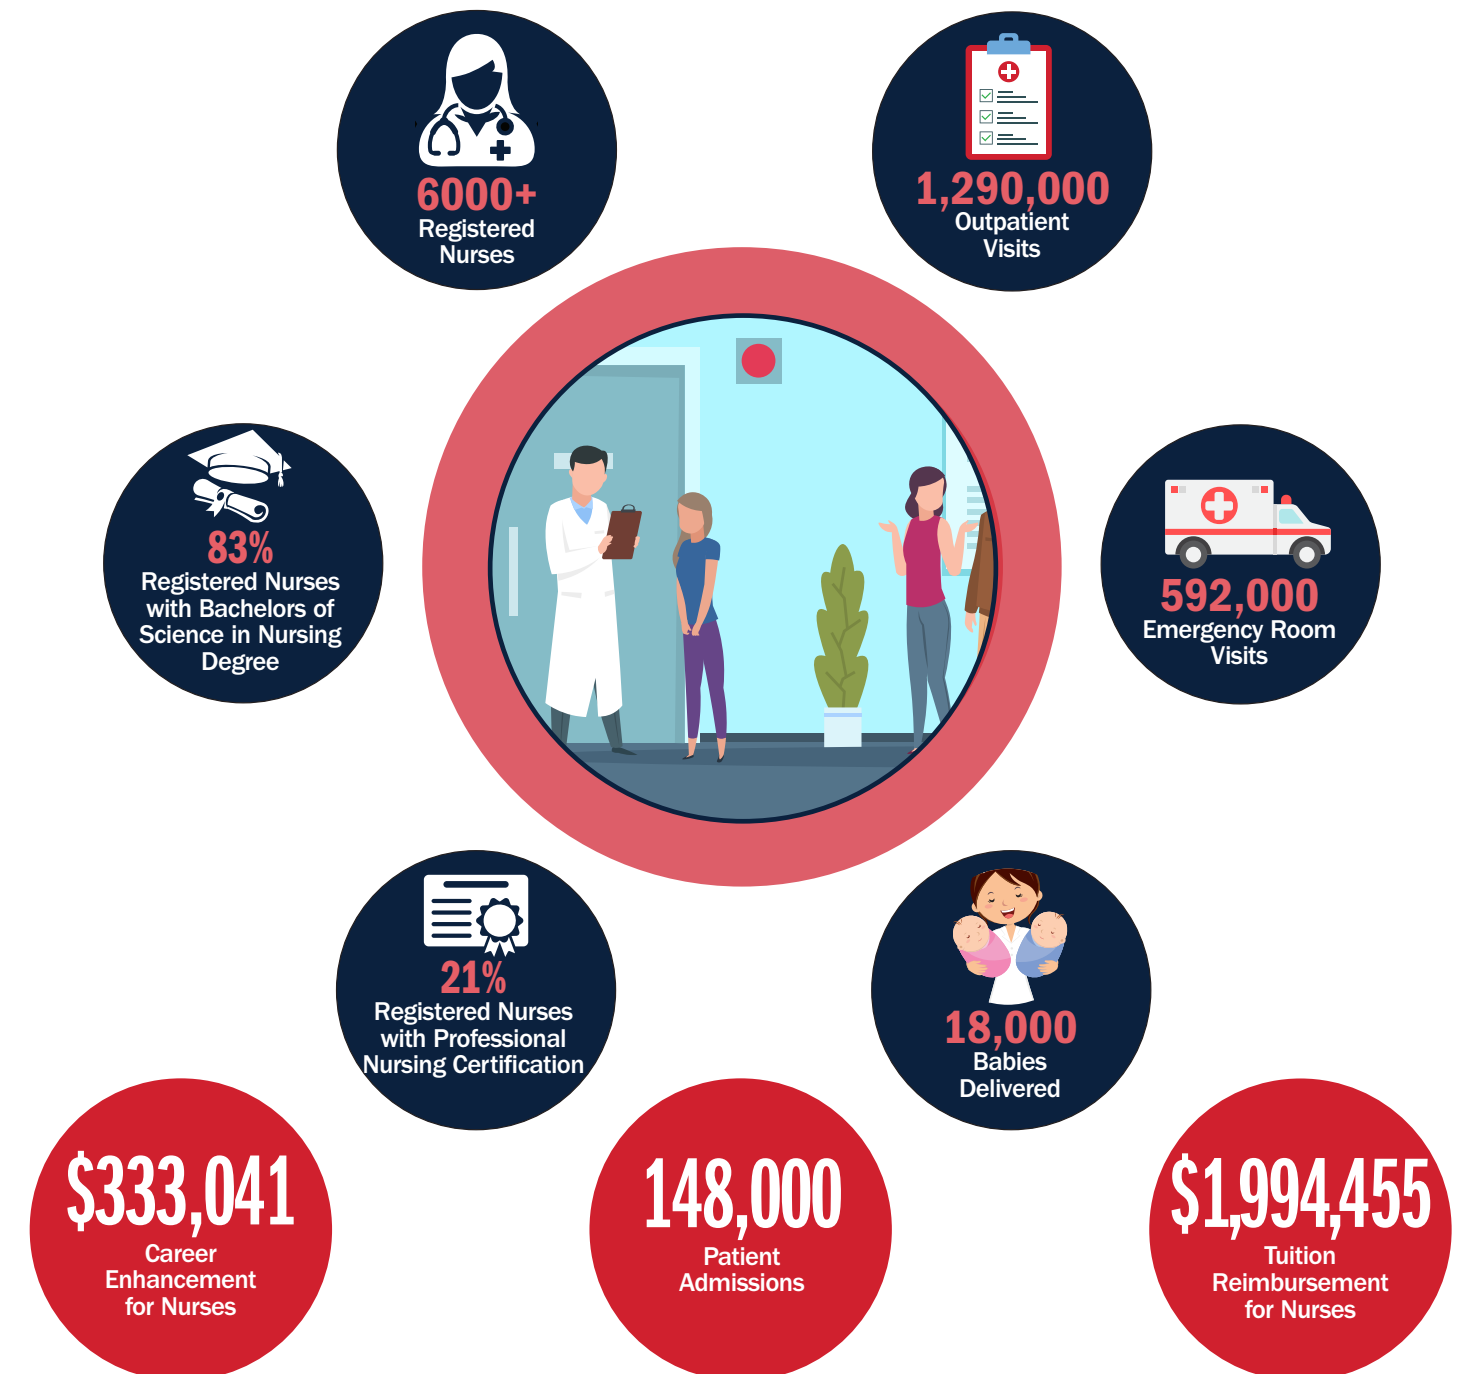 6000+
Registered
Nurses
1,290,000
Outpatient
Visits
83%
Registered Nurses
with Bachelors of
Science in Nursing
Degree
592,000
Emergency Room
Visits
21%
Registered Nurses
with Professional
Nursing Certification
18,000
Babies
Delivered
$333,041
Career
Enhancement
for Nurses
148,000
Patient
Admissions
$1,994,455
Tuition
Reimbursement
for Nurses